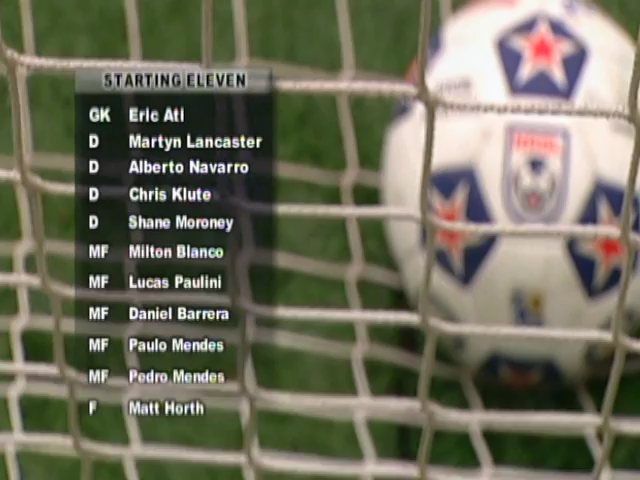 STARTING ELEVEN
GK Eric Ati
D Martyn Lancaster
D Alberto Navarro
D Chris Klute
D Shane Moroney
MF Milton Blanco
MF Lucas Paulini
MF Daniel Barrera
MF Paulo Mendes
MF Pedro Mendes
F Matt Horth